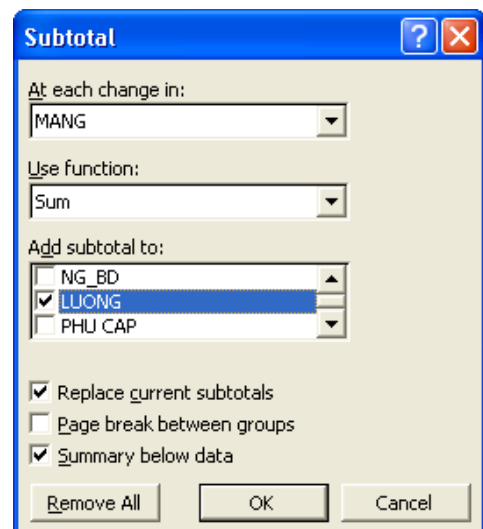 Subtotal
At each change in:
MANG
Use function:
Sum
Add subtotal to:
NG_BD
LUONG
PHU CAP
Replace current subtotals
Page break between groups
Summary below data
Remove All OK Cancel